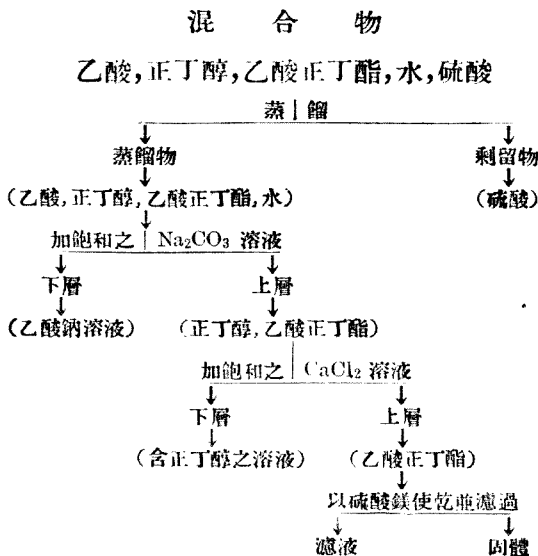 混合物
乙酸,正丁醇,乙酸正丁酯,水,硫酸
蒸餾
蒸餾物 剩留物
(乙酸,正丁醇,乙酸正丁酯,水) (硫酸)
加飽和之 Na₂CO₃ 溶液
下層 上層
(乙酸鈉溶液) (正丁醇,乙酸正丁酯)
加飽和之 CaCl₂ 溶液
下層 上層
(含正丁醇之溶液) (乙酸正丁酯)
以硫酸鎂使乾並濾過
濾液 固體